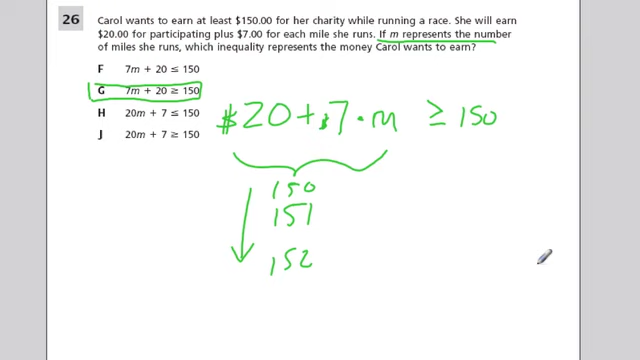 26 Carol wants to earn at least $150.00 for her charity while running a race. She will earn
$20.00 for participating plus $7.00 for each mile she runs. If m represents the number
of miles she runs, which inequality represents the money Carol wants to earn?
F 7m + 20 ≤ 150
G 7m + 20 ≥ 150
H 20m + 7 ≤ 150
J 20m + 7 ≥ 150
$20 + $7 · m ≥ 150
150
151
152